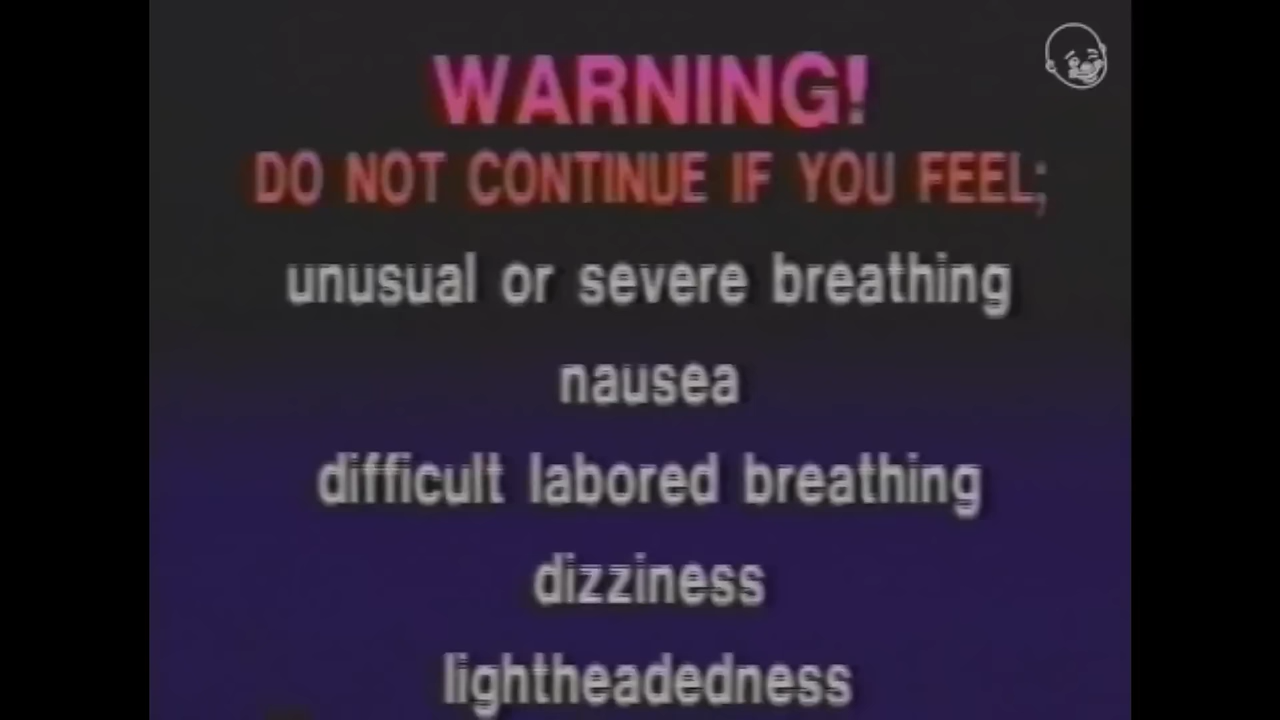 WARNING!
DO NOT CONTINUE IF YOU FEEL;
unusual or severe breathing
nausea
difficult labored breathing
dizziness
lightheadedness